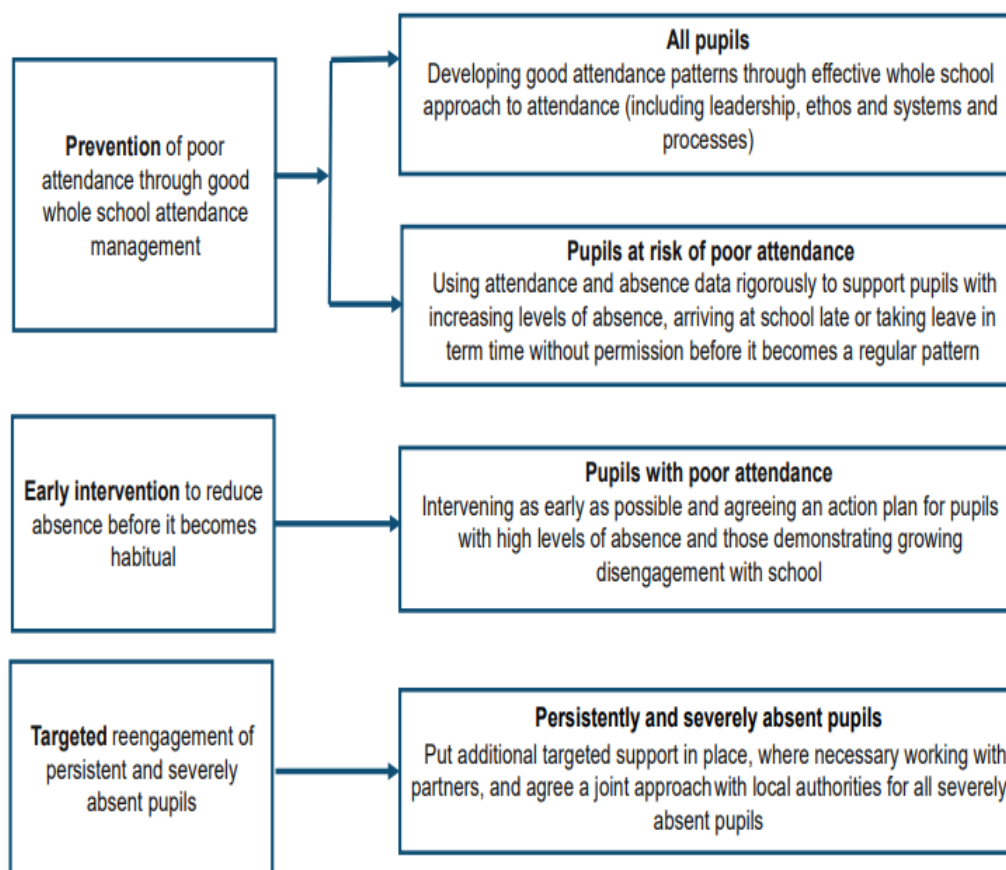 Prevention of poor
attendance through good
whole school attendance
management
All pupils
Developing good attendance patterns through effective whole school
approach to attendance (including leadership, ethos and systems and
processes)
Pupils at risk of poor attendance
Using attendance and absence data rigorously to support pupils with
increasing levels of absence, arriving at school late or taking leave in
term time without permission before it becomes a regular pattern
Early intervention to reduce
absence before it becomes
habitual
Pupils with poor attendance
Intervening as early as possible and agreeing an action plan for pupils
with high levels of absence and those demonstrating growing
disengagement with school
Targeted reengagement of
persistent and severely
absent pupils
Persistently and severely absent pupils
Put additional targeted support in place, where necessary working with
partners, and agree a joint approach with local authorities for all severely
absent pupils